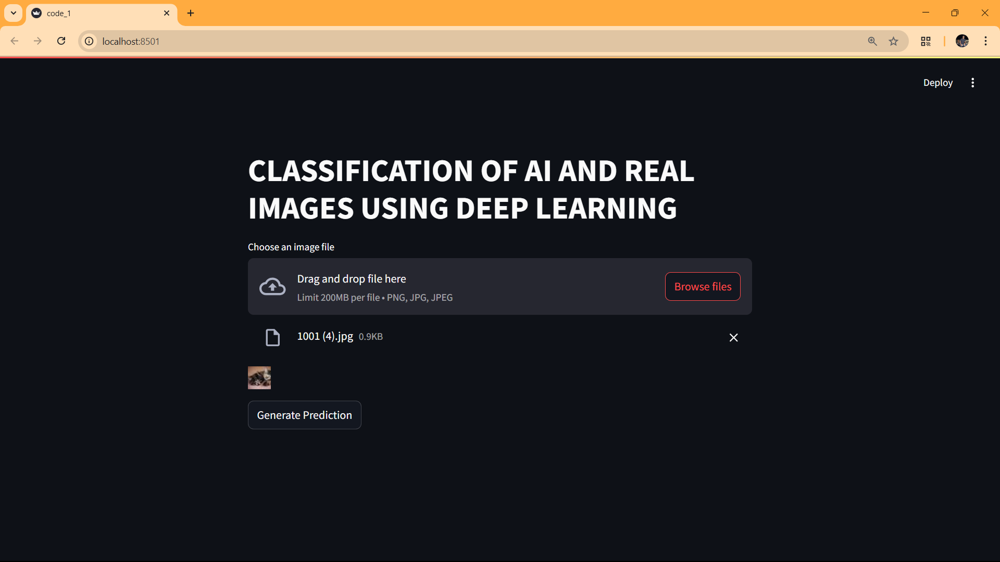 code_1
localhost:8501
Deploy
CLASSIFICATION OF AI AND REAL
IMAGES USING DEEP LEARNING
Choose an image file
Drag and drop file here
Limit 200MB per file • PNG, JPG, JPEG
Browse files
1001 (4).jpg 0.9KB
Generate Prediction